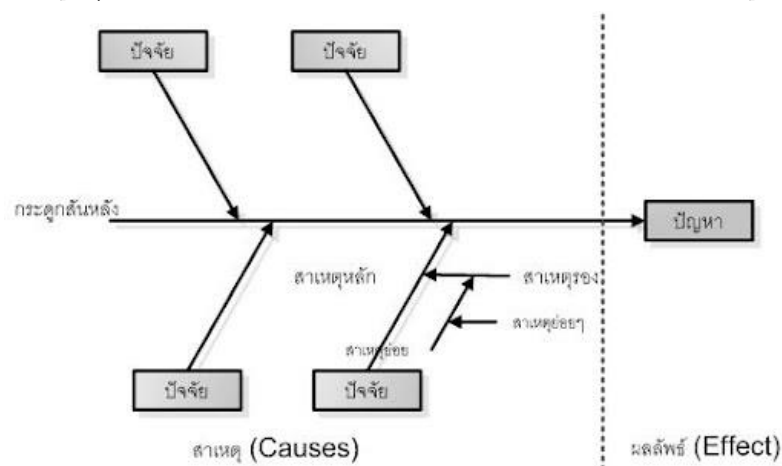 ปัจจัย
ปัจจัย
กระดูกสันหลัง
ปัญหา
สาเหตุหลัก
สาเหตุรอง
สาเหตุย่อยๆ
สาเหตุย่อย
ปัจจัย
ปัจจัย
สาเหตุ (Causes)
ผลลัพธ์ (Effect)